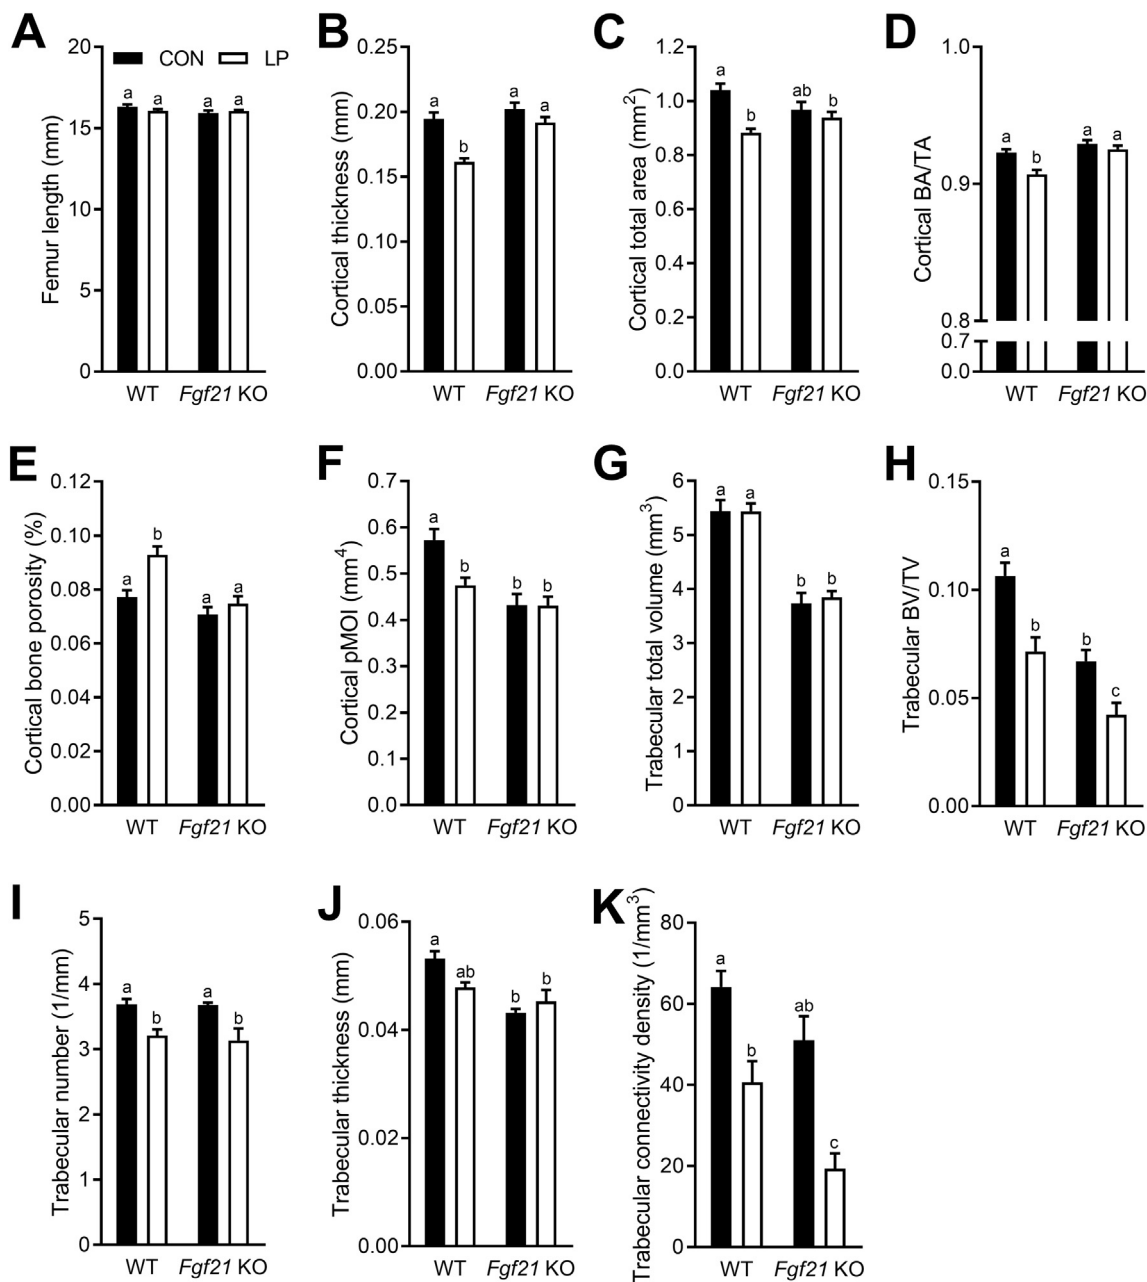 A
Femur length (mm)
20
15
10
5
0
CON LP
a a a a
WT Fgf21 KO
B
Cortical thickness (mm)
0.25
0.20
0.15
0.10
0.05
0.00
a b a a
WT Fgf21 KO
C
Cortical total area (mm²)
1.2
1.0
0.8
0.6
0.4
0.2
0.0
a b ab b
WT Fgf21 KO
D
Cortical BA/TA
1.0
0.9
0.8
0.7
0.0
a b a a
WT Fgf21 KO
E
Cortical bone porosity (%)
0.12
0.10
0.08
0.06
0.04
0.02
0.00
a b a a
WT Fgf21 KO
F
Cortical pMOI (mm⁴)
0.7
0.6
0.5
0.4
0.3
0.2
0.1
0.0
a b b b
WT Fgf21 KO
G
Trabecular total volume (mm³)
6
5
4
3
2
1
0
a a b b
WT Fgf21 KO
H
Trabecular BV/TV
0.15
0.10
0.05
0.00
a b b c
WT Fgf21 KO
I
Trabecular number (1/mm)
5
4
3
2
1
0
a b a b
WT Fgf21 KO
J
Trabecular thickness (mm)
0.06
0.04
0.02
0.00
a ab b b
WT Fgf21 KO
K
Trabecular connectivity density (1/mm³)
80
60
40
20
0
a b ab c
WT Fgf21 KO